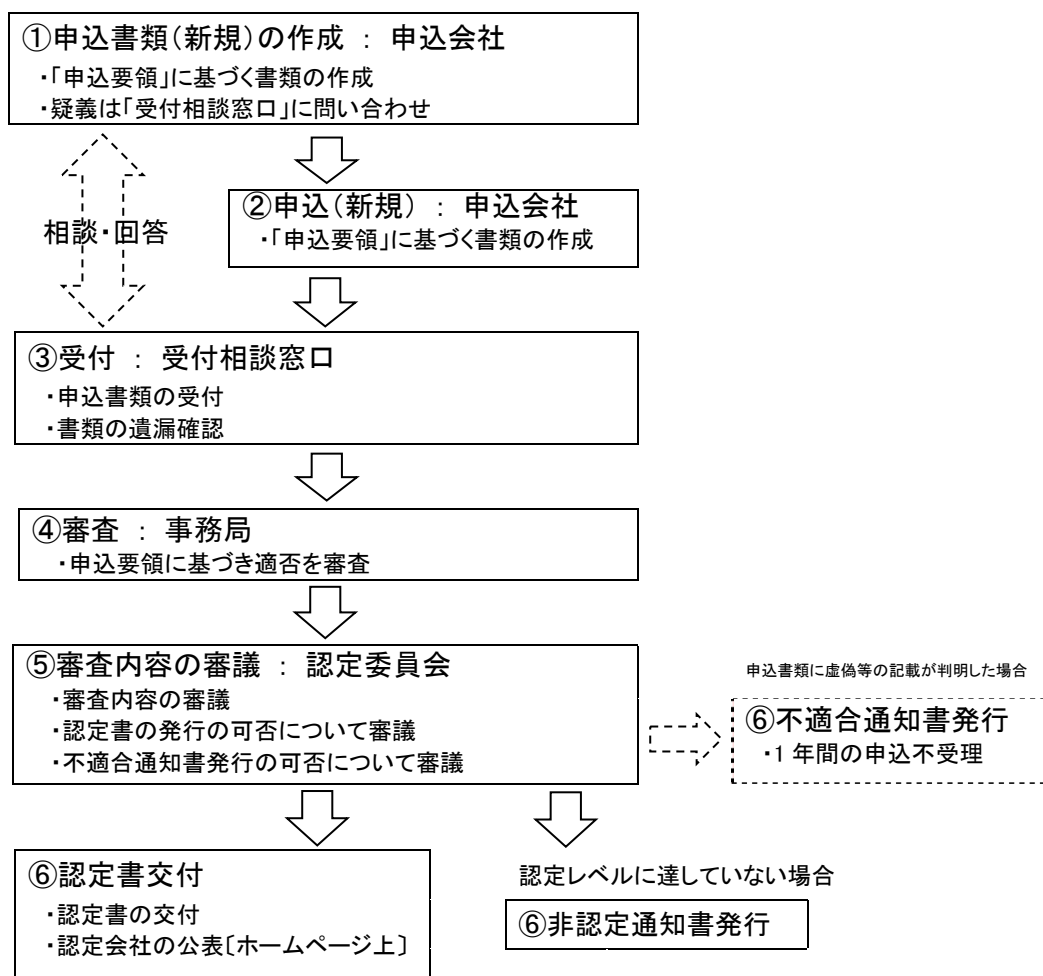 ①申込書類(新規)の作成 : 申込会社
・「申込要領」に基づく書類の作成
・疑義は「受付相談窓口」に問い合わせ
相談・回答
②申込(新規) : 申込会社
・「申込要領」に基づく書類の作成
③受付 : 受付相談窓口
・申込書類の受付
・書類の遺漏確認
④審査 : 事務局
・申込要領に基づき適否を審査
⑤審査内容の審議 : 認定委員会
・審査内容の審議
・認定書の発行の可否について審議
・不適合通知書発行の可否について審議
申込書類に虚偽等の記載が判明した場合
⑥不適合通知書発行
・1 年間の申込不受理
⑥認定書交付
・認定書の交付
・認定会社の公表〔ホームページ上〕
認定レベルに達していない場合
⑥非認定通知書発行